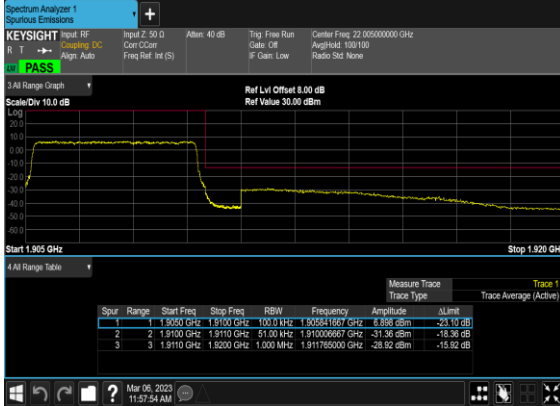 Spectrum Analyzer 1
Spurious Emissions
+
KEYSIGHT Input: RF Input Z: 50 Ω Atten: 40 dB Trig: Free Run Center Freq: 22.005000000 GHz
R T Coupling: DC Corr CCorr Gate: Off Avg|Hold: 100/100
Align: Auto Freq Ref: Int (S) IF Gain: Low Radio Std: None
LXI PASS
3 All Range Graph
Ref Lvl Offset 8.00 dB
Scale/Div 10.0 dB Ref Value 30.00 dBm
Log
20.0
10.0
0.00
-10.0
-20.0
-30.0
-40.0
-50.0
-60.0
Start 1.905 GHz Stop 1.920 GH
4 All Range Table
Measure Trace Trace 1
Trace Type Trace Average (Active)
Spur Range Start Freq Stop Freq RBW Frequency Amplitude ΔLimit
1 1 1.9050 GHz 1.9100 GHz 100.0 kHz 1.905841667 GHz 6.898 dBm -23.10 dB
2 2 1.9100 GHz 1.9110 GHz 51.00 kHz 1.910006667 GHz -31.36 dBm -18.36 dB
3 3 1.9110 GHz 1.9200 GHz 1.000 MHz 1.911765000 GHz -28.92 dBm -15.92 dB
?
Mar 06, 2023
11:57:54 AM